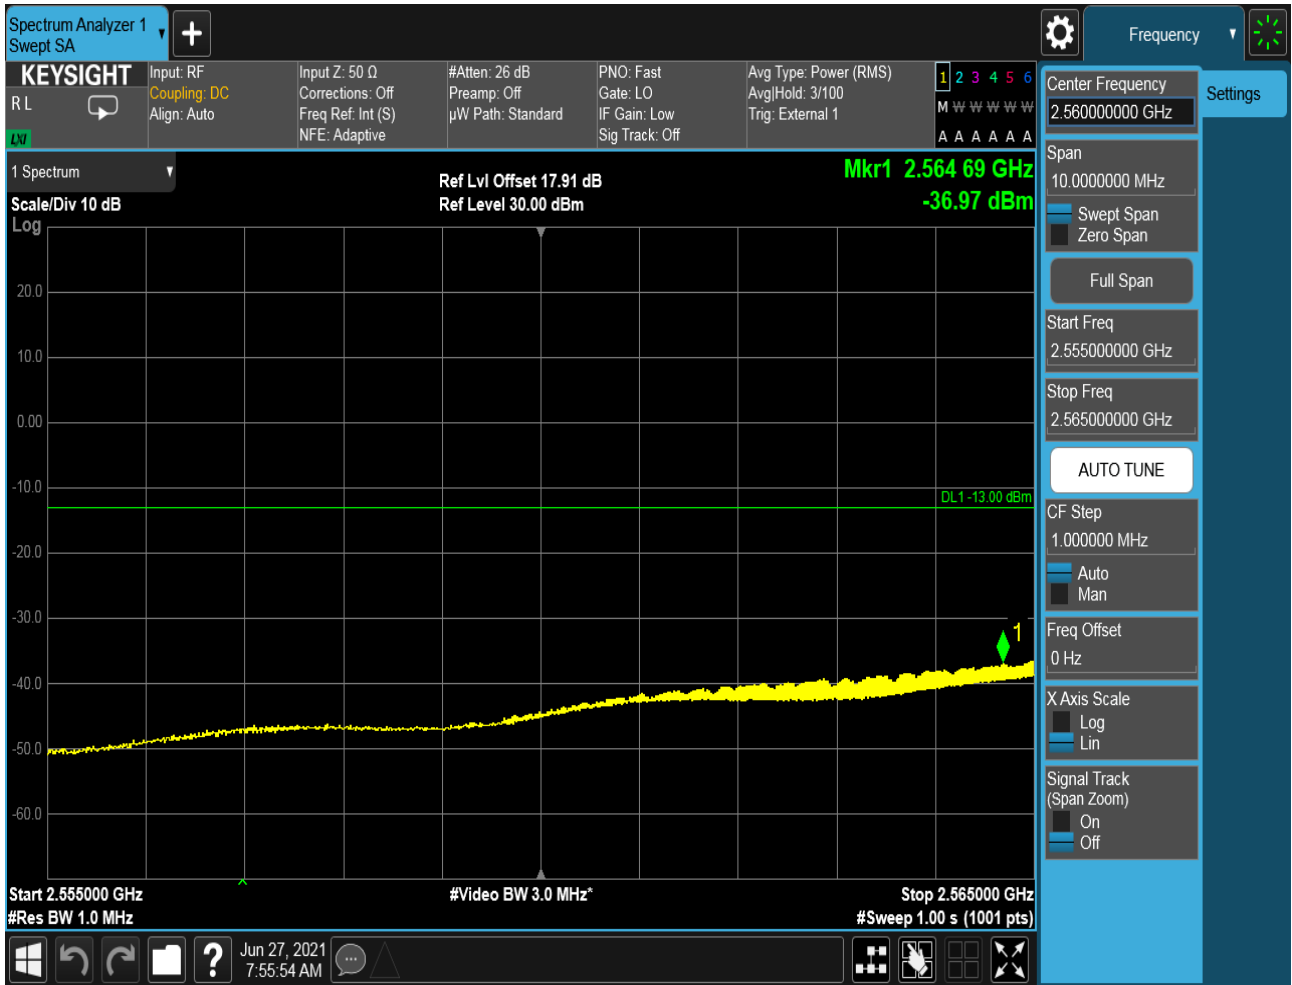 Spectrum Analyzer 1
Swept SA
Frequency
KEYSIGHT
R L
LXI
Input: RF
Coupling: DC
Align: Auto
Input Z: 50 Ω
Corrections: Off
Freq Ref: Int (S)
NFE: Adaptive
#Atten: 26 dB
Preamp: Off
µW Path: Standard
PNO: Fast
Gate: LO
IF Gain: Low
Sig Track: Off
Avg Type: Power (RMS)
Avg|Hold: 3/100
Trig: External 1
1 2 3 4 5 6
M W W W W W
A A A A A A
1 Spectrum
Scale/Div 10 dB
Log
Ref Lvl Offset 17.91 dB
Ref Level 30.00 dBm
Mkr1 2.564 69 GHz
-36.97 dBm
20.0
10.0
0.00
-10.0
DL1 -13.00 dBm
-20.0
-30.0
1
-40.0
-50.0
-60.0
Start 2.555000 GHz
#Video BW 3.0 MHz*
Stop 2.565000 GHz
#Res BW 1.0 MHz
#Sweep 1.00 s (1001 pts)
?
Jun 27, 2021
7:55:54 AM
Settings
Center Frequency
2.560000000 GHz
Span
10.0000000 MHz
Swept Span
Zero Span
Full Span
Start Freq
2.555000000 GHz
Stop Freq
2.565000000 GHz
AUTO TUNE
CF Step
1.000000 MHz
Auto
Man
Freq Offset
0 Hz
X Axis Scale
Log
Lin
Signal Track
(Span Zoom)
On
Off